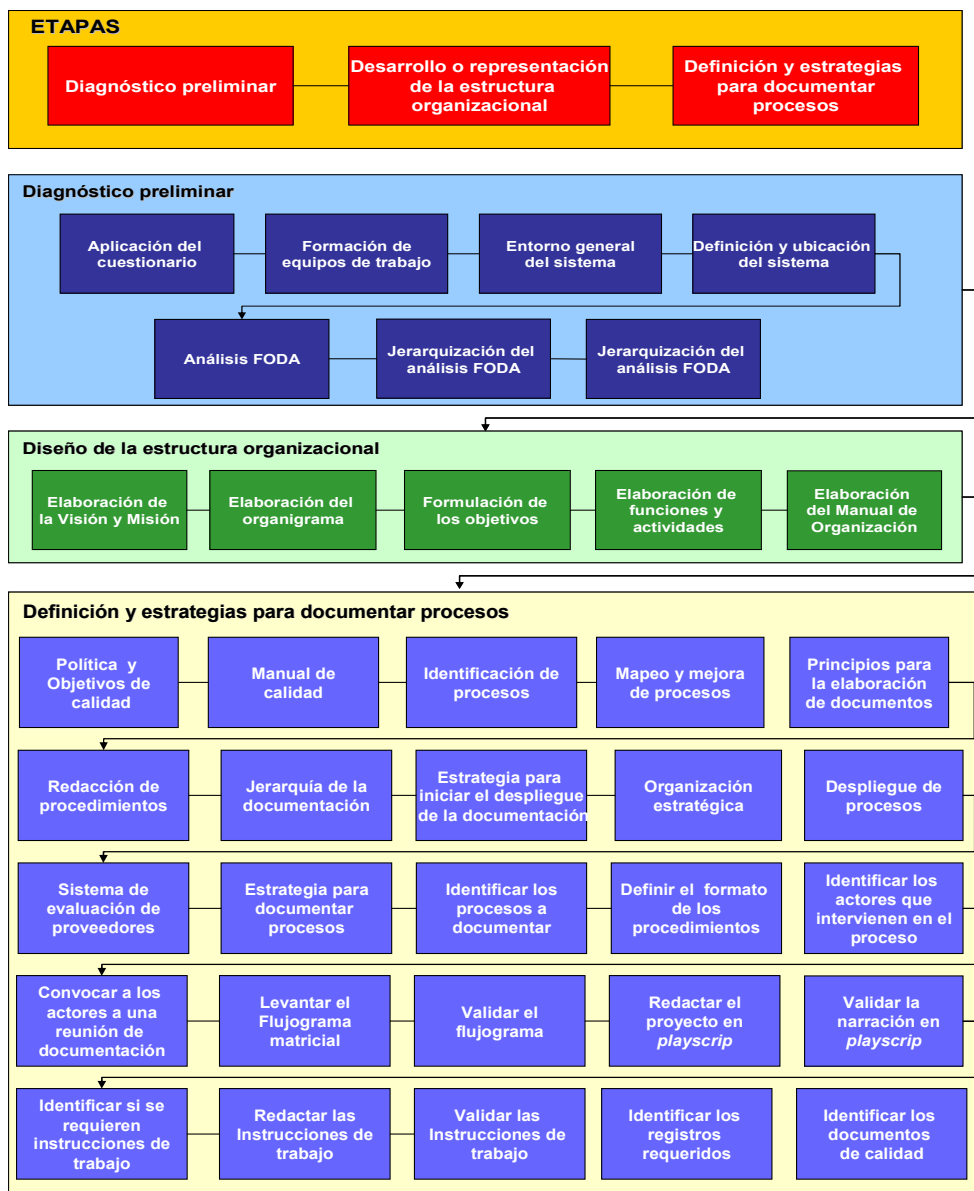 ETAPAS
Diagnóstico preliminar
Desarrollo o representación
de la estructura
organizacional
Definición y estrategias
para documentar
procesos
Diagnóstico preliminar
Aplicación del
cuestionario
Formación de
equipos de trabajo
Entorno general
del sistema
Definición y ubicación
del sistema
Análisis FODA
Jerarquización del
análisis FODA
Jerarquización del
análisis FODA
Diseño de la estructura organizacional
Elaboración de
la Visión y Misión
Elaboración del
organigrama
Formulación de
los objetivos
Elaboración de
funciones y
actividades
Elaboración
del Manual de
Organización
Definición y estrategias para documentar procesos
Política y
Objetivos de
calidad
Manual de
calidad
Identificación de
procesos
Mapeo y mejora
de procesos
Principios para
la elaboración
de documentos
Redacción de
procedimientos
Jerarquía de la
documentación
Estrategia para
iniciar el despliegue
de la documentación
Organización
estratégica
Despliegue de
procesos
Sistema de
evaluación de
proveedores
Estrategia para
documentar
procesos
Identificar los
procesos a
documentar
Definir el formato
de los
procedimientos
Identificar los
actores que
intervienen en el
proceso
Convocar a los
actores a una
reunión de
documentación
Levantar el
Flujograma
matricial
Validar el
flujograma
Redactar el
proyecto en
playscrip
Validar la
narración en
playscrip
Identificar si se
requieren
instrucciones de
trabajo
Redactar las
Instrucciones de
trabajo
Validar las
Instrucciones de
trabajo
Identificar los
registros
requeridos
Identificar los
documentos
de calidad